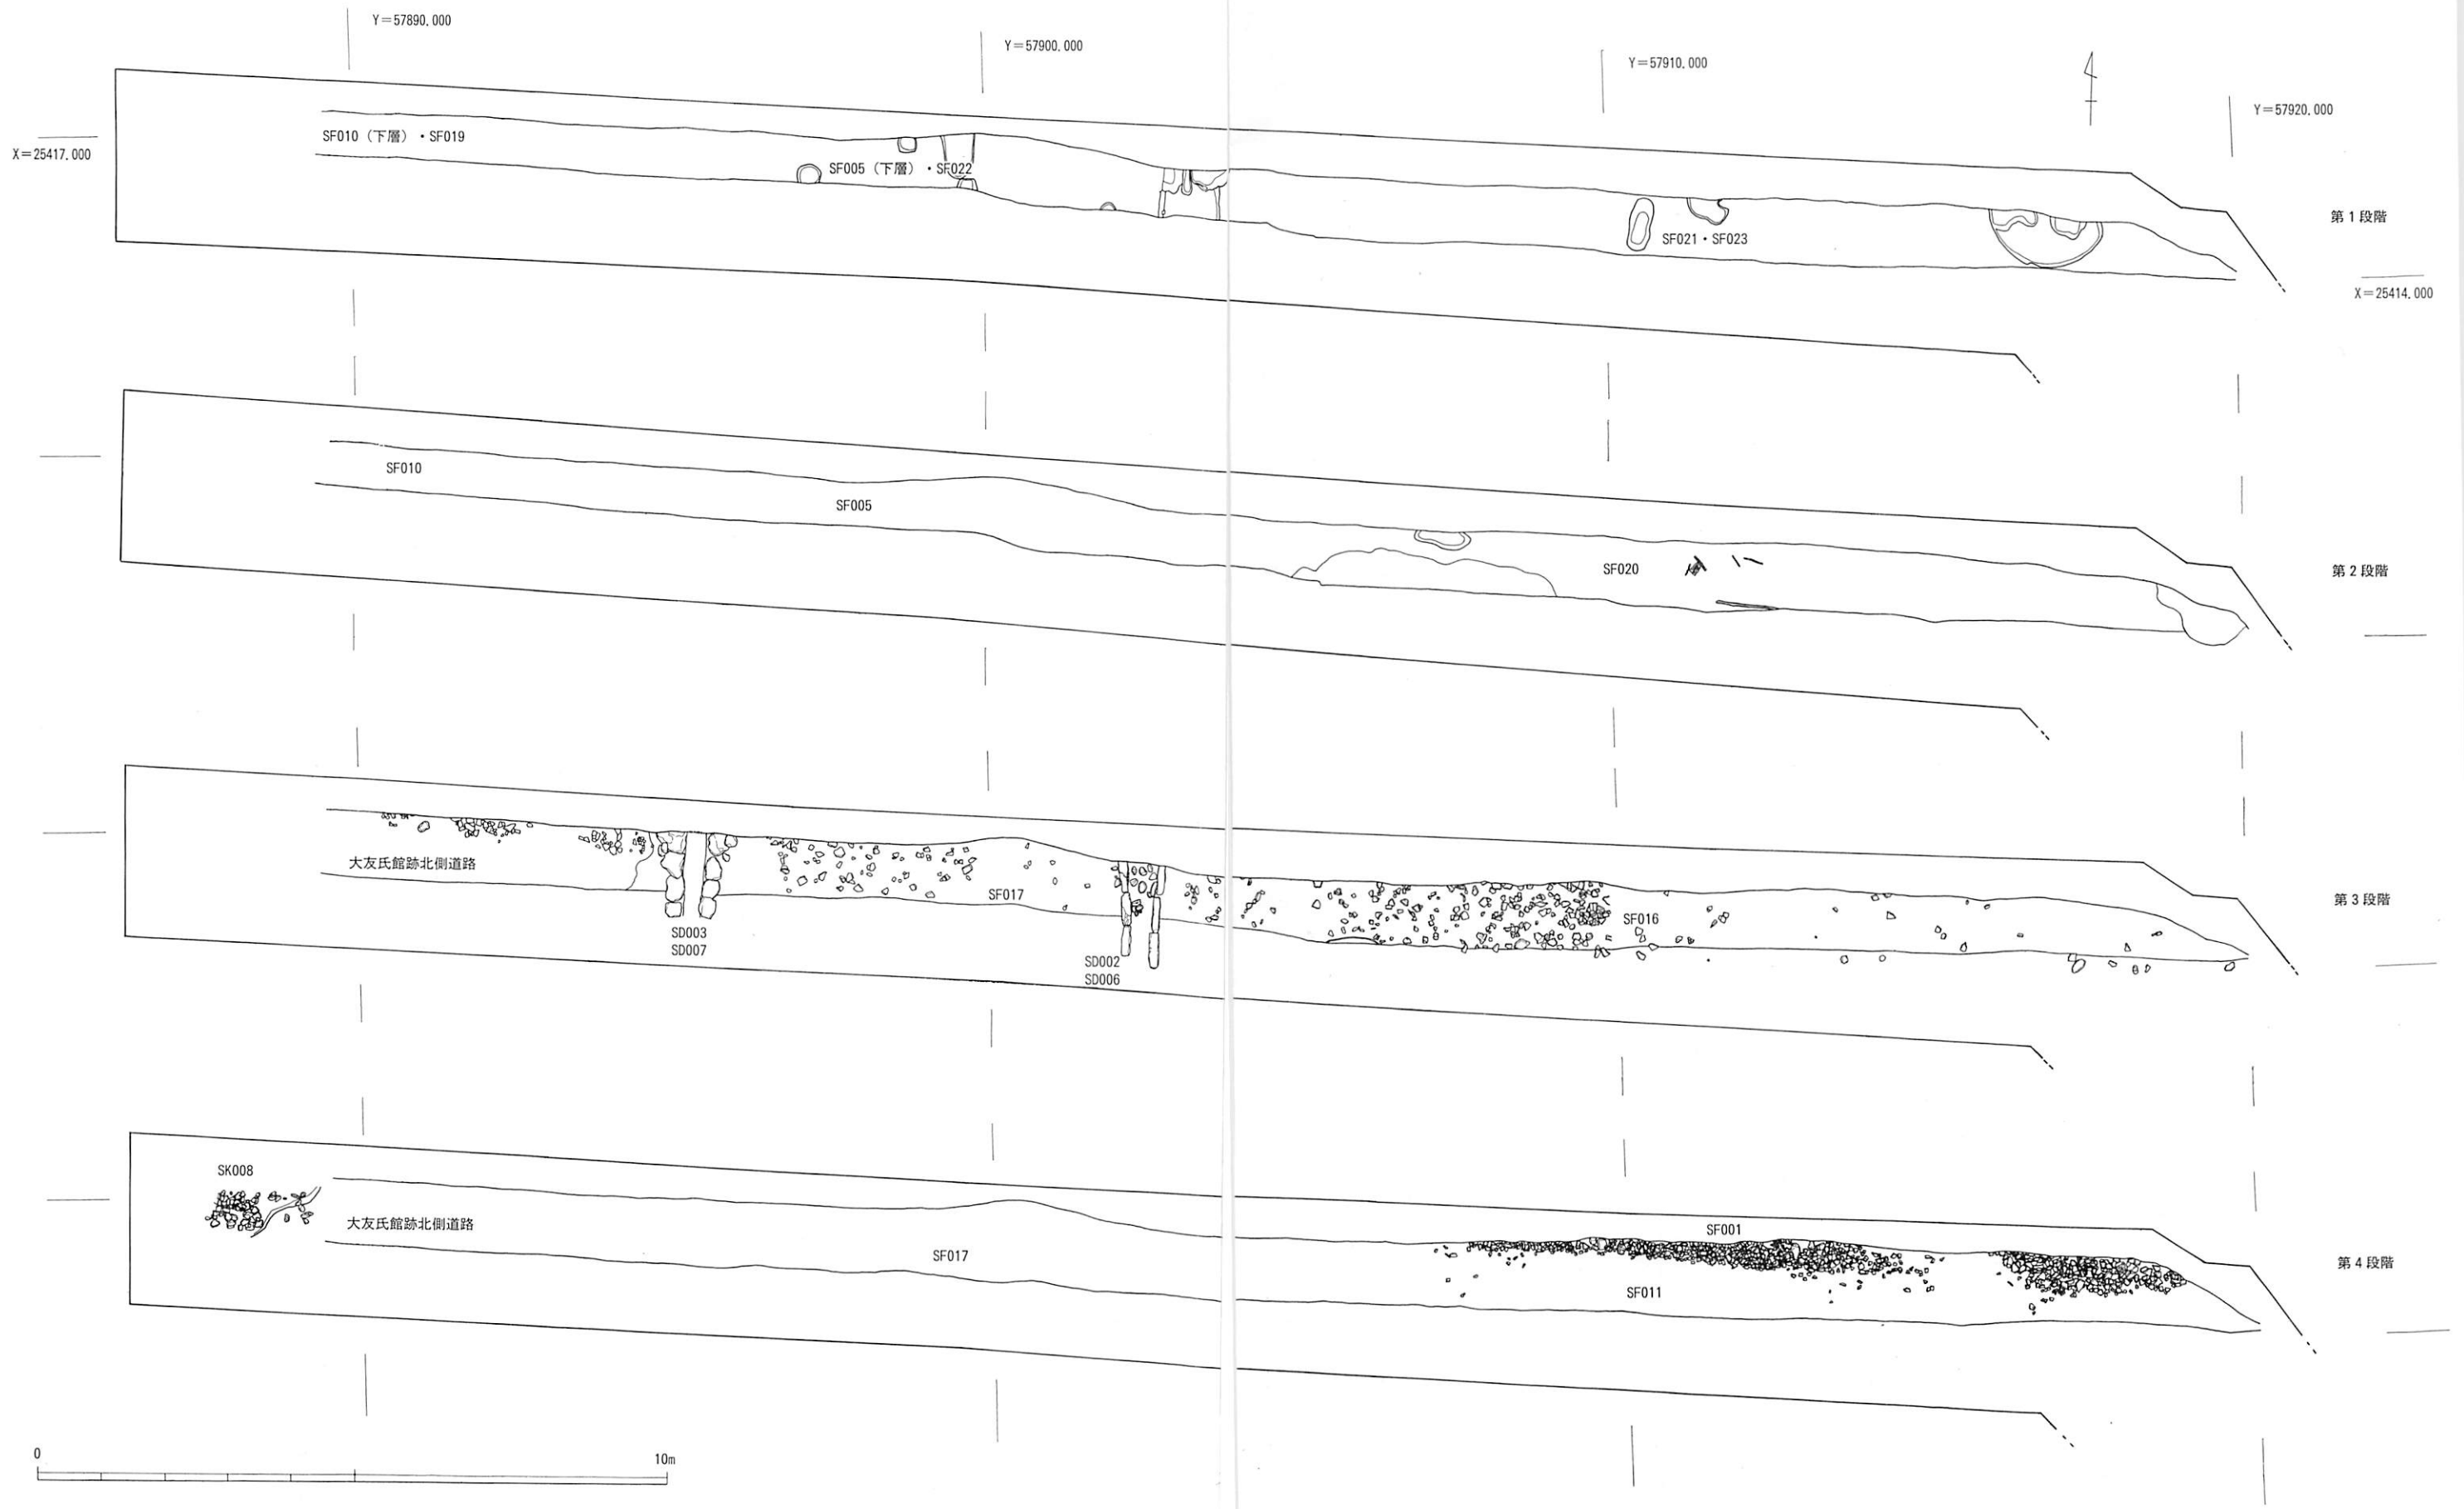 Y=57890.000
Y=57900.000
Y=57910.000
Y=57920.000
X=25417.000
SF010（下層）・SF019
SF005（下層）・SF022
SF021・SF023
第1段階
X=25414.000
SF010
SF005
SF020
第2段階
大友氏館跡北側道路
SF017
SF016
第3段階
SD003
SD007
SD002
SD006
SK008
大友氏館跡北側道路
SF017
SF001
SF011
第4段階
0
10m